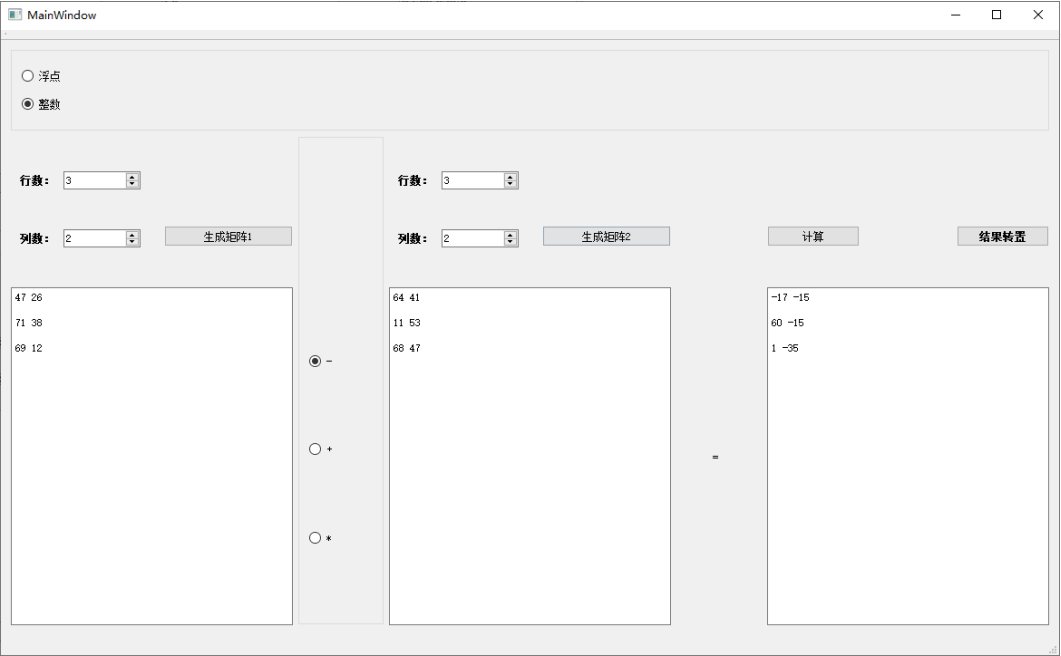 MainWindow
浮点
整数
行数： 3
行数： 3
列数： 2 生成矩阵1
列数： 2 生成矩阵2
计算
结果转置
47 26
71 38
69 12
-
+
*
64 41
11 53
68 47
=
-17 -15
60 -15
1 -35